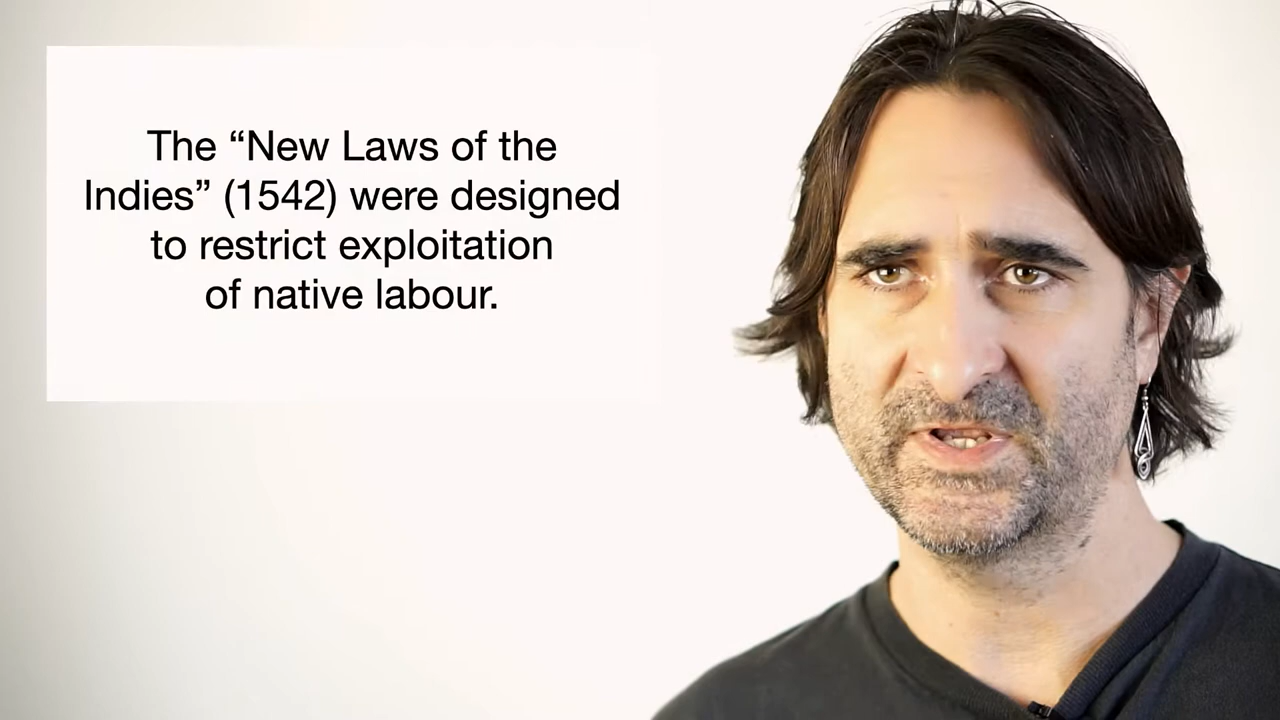 The “New Laws of the
Indies” (1542) were designed
to restrict exploitation
of native labour.